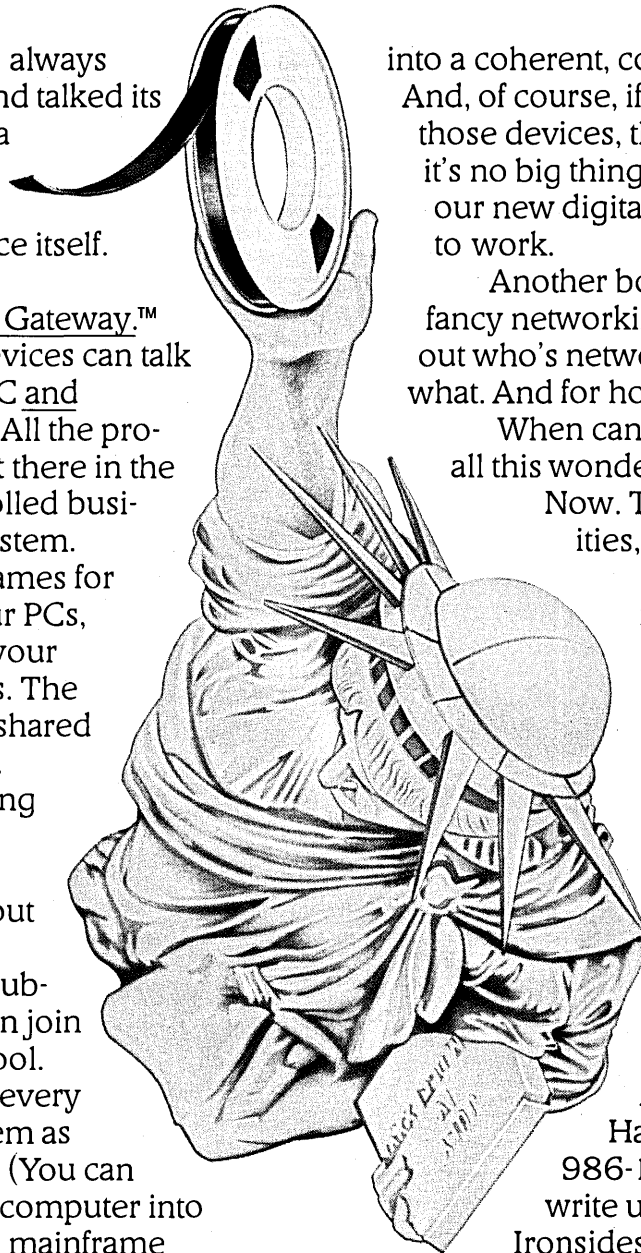 always
nd talked its
a
ce itself.
Gateway.™
evices can talk
C and
All the pro-
t there in the
olled busi-
stem.
ames for
ur PCs,
your
s. The
shared
ng
out
ub-
n join
ool.
every
em as
(You can
computer into
mainframe
into a coherent, co
And, of course, if
those devices, th
it's no big thing
our new digita
to work.
Another bo
fancy networki
out who's netwo
what. And for ho
When can
all this wonde
Now. T
ities,
Ha
986-1
write u
Ironsides